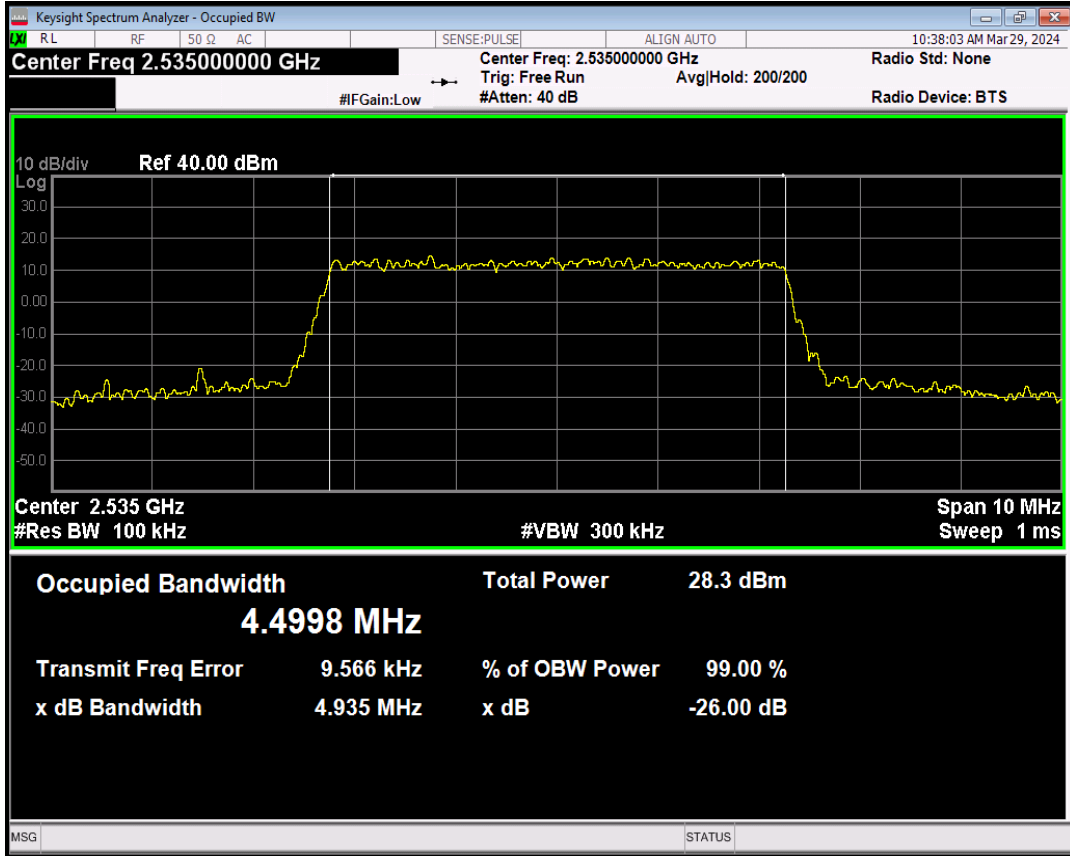 Keysight Spectrum Analyzer - Occupied BW
LXI RL RF 50 Ω AC SENSE:PULSE ALIGN AUTO 10:38:03 AM Mar 29, 2024
Center Freq 2.535000000 GHz Center Freq: 2.535000000 GHz Radio Std: None
Trig: Free Run Avg|Hold: 200/200
#IFGain:Low #Atten: 40 dB Radio Device: BTS
10 dB/div Ref 40.00 dBm
Log
30.0
20.0
10.0
0.00
-10.0
-20.0
-30.0
-40.0
-50.0
Center 2.535 GHz Span 10 MHz
#Res BW 100 kHz #VBW 300 kHz Sweep 1 ms
Occupied Bandwidth Total Power 28.3 dBm
4.4998 MHz
Transmit Freq Error 9.566 kHz % of OBW Power 99.00 %
x dB Bandwidth 4.935 MHz x dB -26.00 dB
MSG STATUS